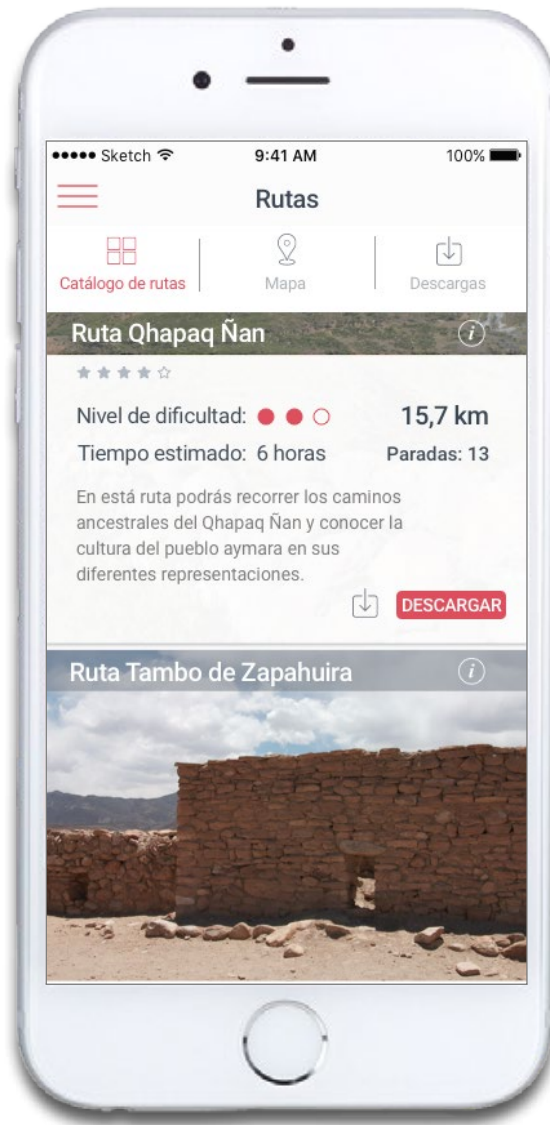 Sketch 9:41 AM 100%
Rutas
Catálogo de rutas Mapa Descargas
Ruta Qhapaq Ñan i
Nivel de dificultad: 15,7 km
Tiempo estimado: 6 horas Paradas: 13
En está ruta podrás recorrer los caminos
ancestrales del Qhapaq Ñan y conocer la
cultura del pueblo aymara en sus
diferentes representaciones.
DESCARGAR
Ruta Tambo de Zapahuira i